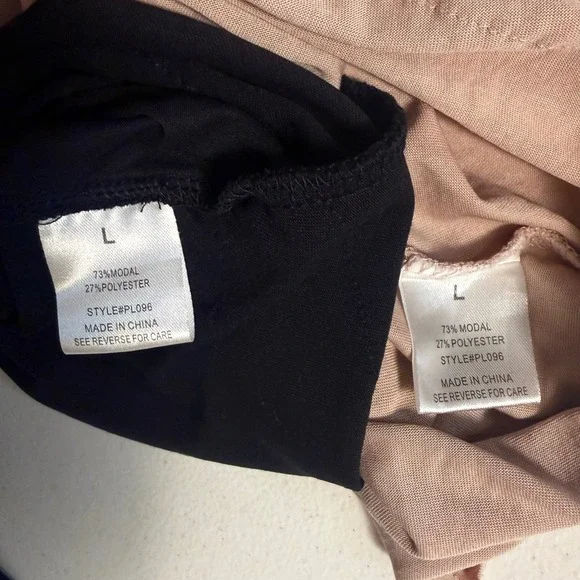 L
73%MODAL
27%POLYESTER
STYLE#PL096
MADE IN CHINA
SEE REVERSE FOR CARE
L
73% MODAL
27% POLYESTER
STYLE#PL096
MADE IN CHINA
SEE REVERSE FOR CARE